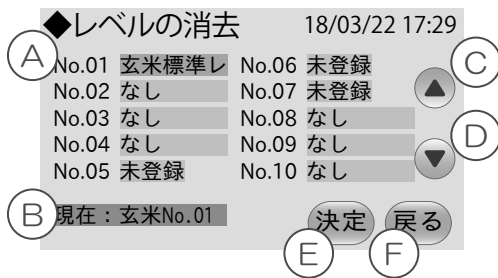 ◆レベルの消去 18/03/22 17:29
No.01 玄米標準レ No.06 未登録
No.02 なし No.07 未登録
No.03 なし No.08 なし
No.04 なし No.09 なし
No.05 未登録 No.10 なし
現在：玄米No.01 決定 戻る
A
B
C
D
E
F